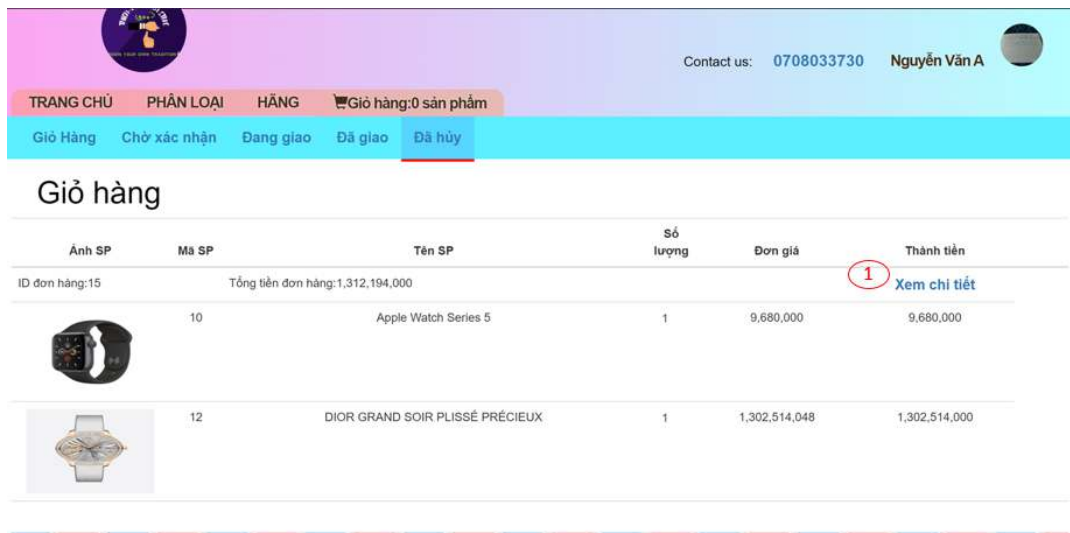 Contact us: 0708033730 Nguyễn Văn A
TRANG CHỦ PHÂN LOẠI HÃNG Giỏ hàng:0 sản phẩm
Giỏ Hàng Chờ xác nhận Đang giao Đã giao Đã hủy
Giỏ hàng
Ảnh SP Mã SP Tên SP Số lượng Đơn giá Thành tiền
ID đơn hàng:15 Tổng tiền đơn hàng:1,312,194,000 1 Xem chi tiết
10 Apple Watch Series 5 1 9,680,000 9,680,000
12 DIOR GRAND SOIR PLISSÉ PRÉCIEUX 1 1,302,514,048 1,302,514,000